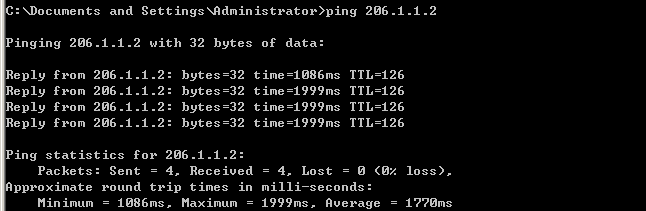 C:\Documents and Settings\Administrator>ping 206.1.1.2
Pinging 206.1.1.2 with 32 bytes of data:
Reply from 206.1.1.2: bytes=32 time=1086ms TTL=126
Reply from 206.1.1.2: bytes=32 time=1999ms TTL=126
Reply from 206.1.1.2: bytes=32 time=1999ms TTL=126
Reply from 206.1.1.2: bytes=32 time=1999ms TTL=126
Ping statistics for 206.1.1.2:
    Packets: Sent = 4, Received = 4, Lost = 0 (0% loss),
Approximate round trip times in milli-seconds:
    Minimum = 1086ms, Maximum = 1999ms, Average = 1770ms